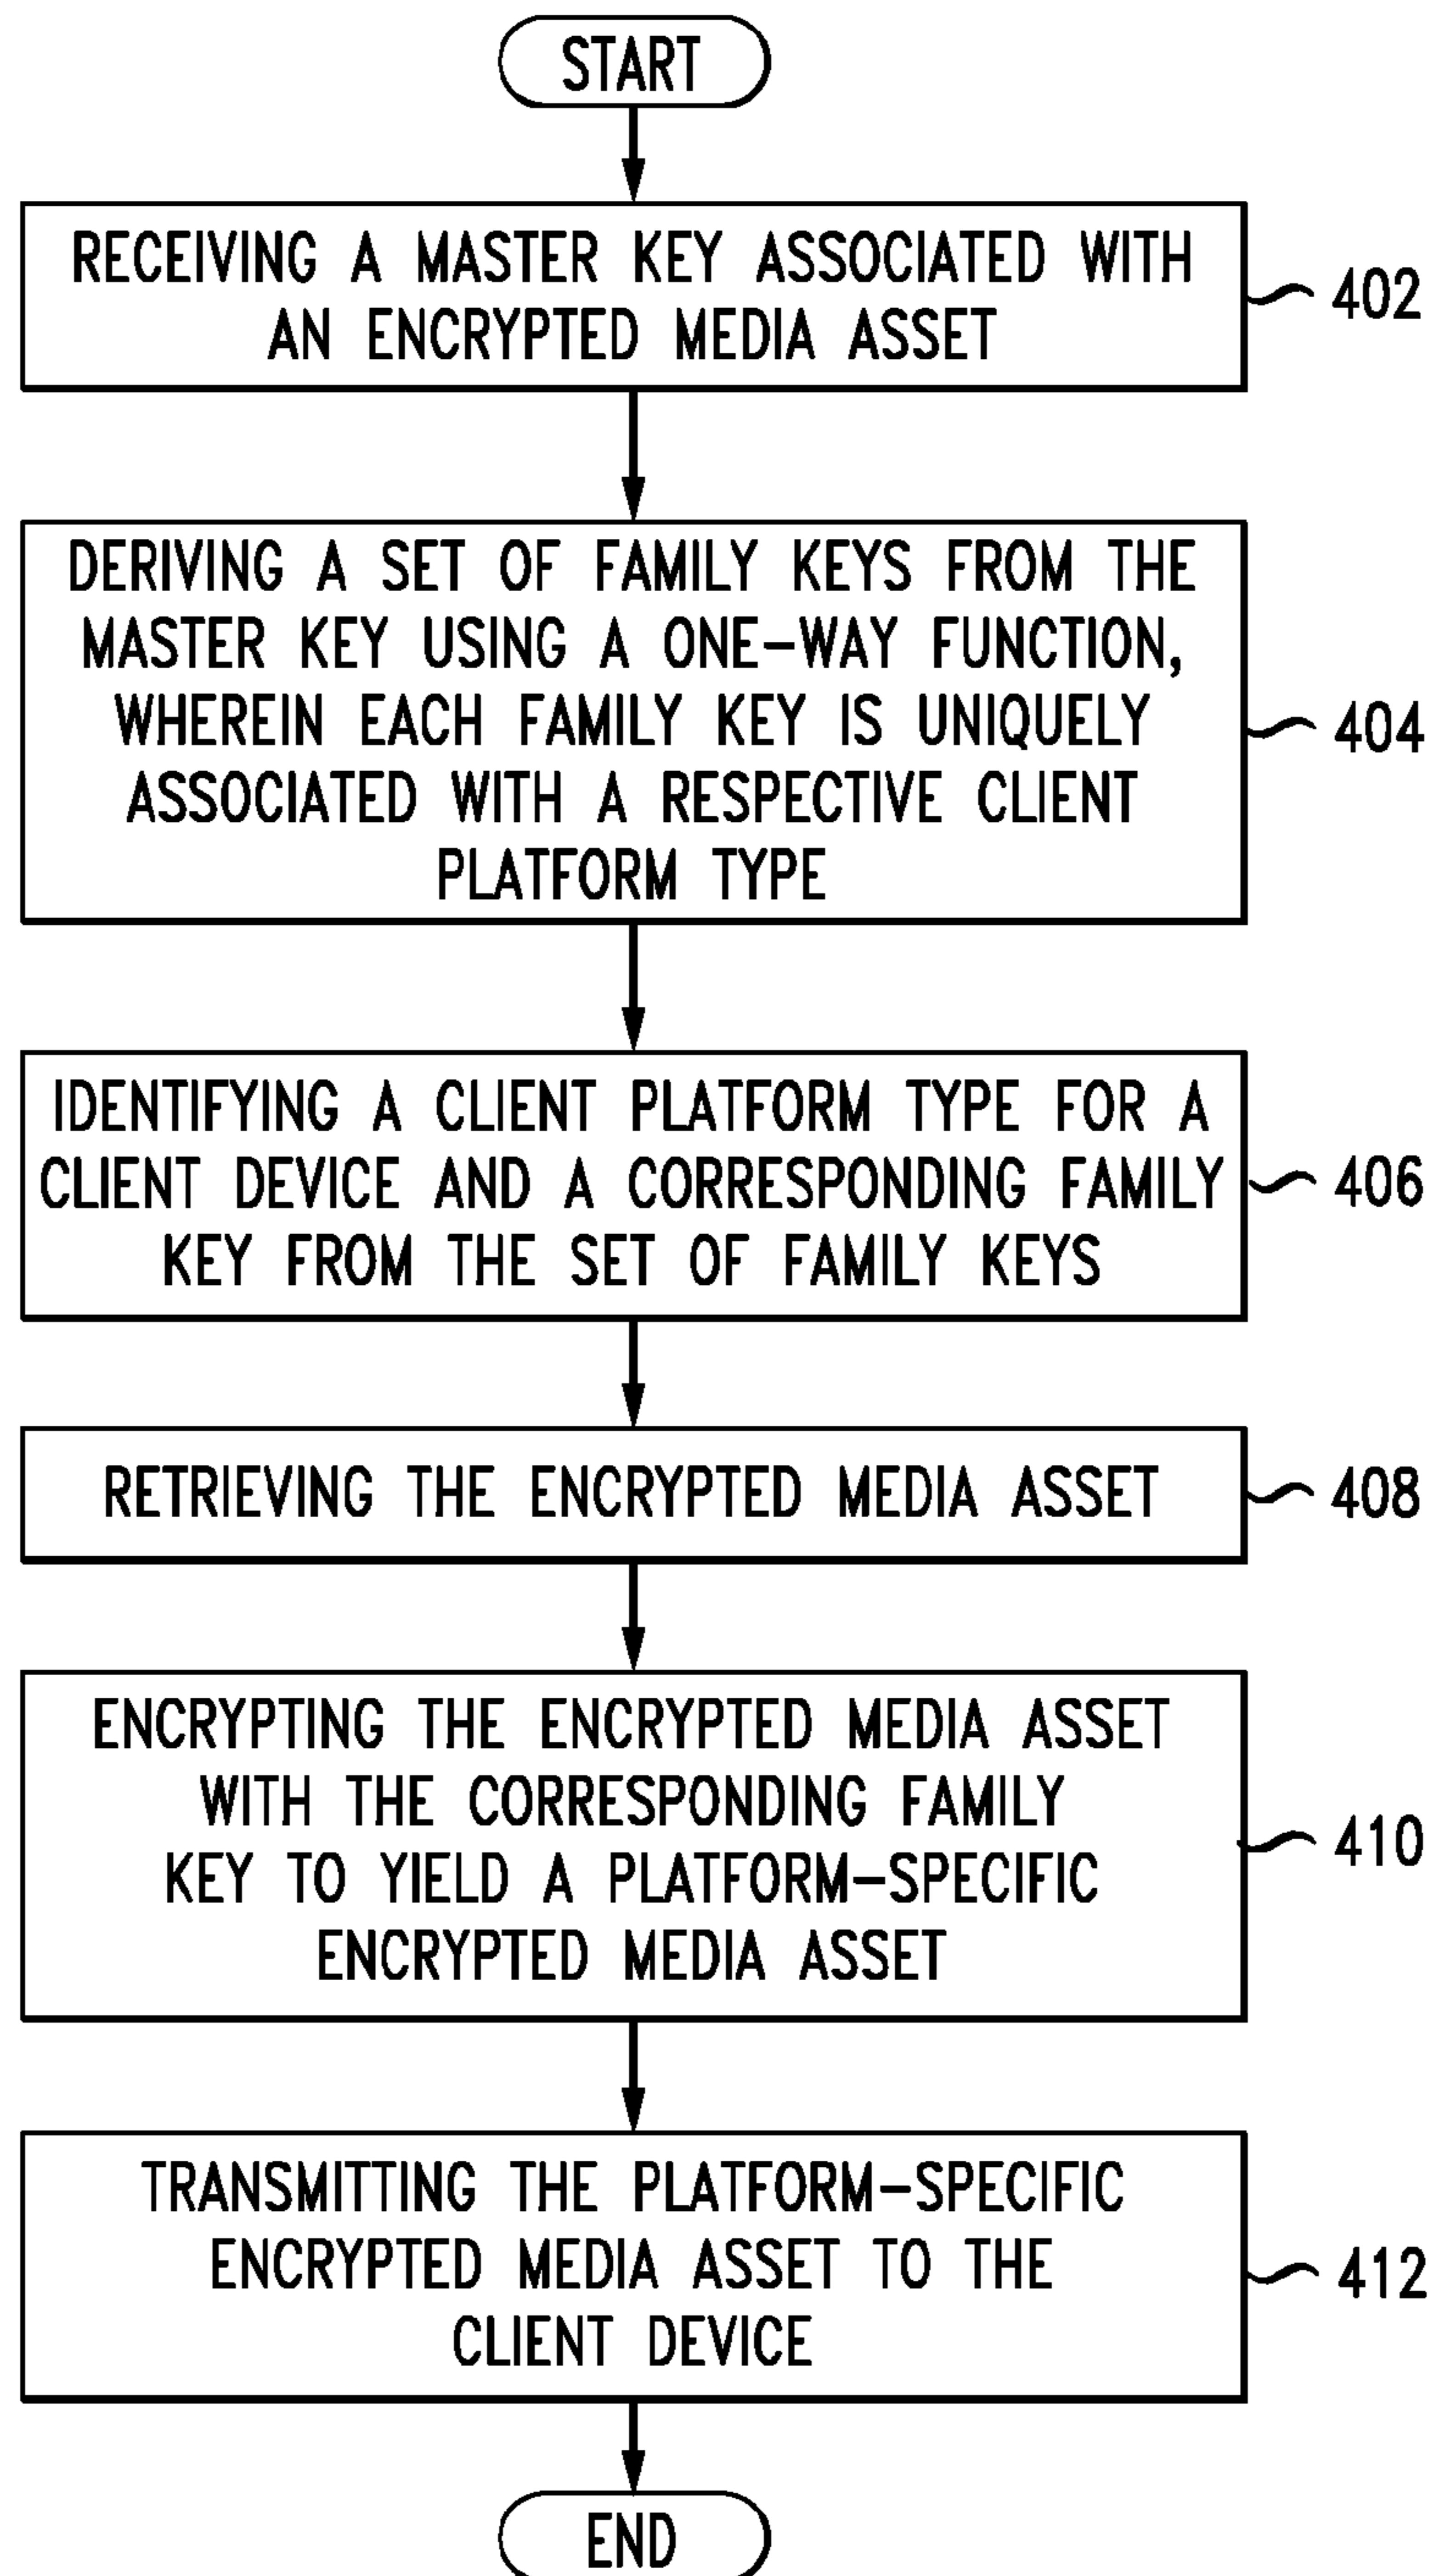 START
RECEIVING A MASTER KEY ASSOCIATED WITH
AN ENCRYPTED MEDIA ASSET
402
DERIVING A SET OF FAMILY KEYS FROM THE
MASTER KEY USING A ONE-WAY FUNCTION,
WHEREIN EACH FAMILY KEY IS UNIQUELY
ASSOCIATED WITH A RESPECTIVE CLIENT
PLATFORM TYPE
404
IDENTIFYING A CLIENT PLATFORM TYPE FOR A
CLIENT DEVICE AND A CORRESPONDING FAMILY
KEY FROM THE SET OF FAMILY KEYS
406
RETRIEVING THE ENCRYPTED MEDIA ASSET
408
ENCRYPTING THE ENCRYPTED MEDIA ASSET
WITH THE CORRESPONDING FAMILY
KEY TO YIELD A PLATFORM-SPECIFIC
ENCRYPTED MEDIA ASSET
410
TRANSMITTING THE PLATFORM-SPECIFIC
ENCRYPTED MEDIA ASSET TO THE
CLIENT DEVICE
412
END